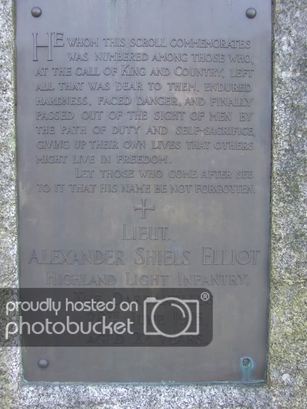 HE WHOM THIS SCROLL COMMEMORATES
WAS NUMBERED AMONG THOSE WHO,
AT THE CALL OF KING AND COUNTRY, LEFT
ALL THAT WAS DEAR TO THEM, ENDURED
HARDNESS, FACED DANGER, AND FINALLY
PASSED OUT OF THE SIGHT OF MEN BY
THE PATH OF DUTY AND SELF-SACRIFICE,
GIVING UP THEIR OWN LIVES THAT OTHERS
MIGHT LIVE IN FREEDOM.
LET THOSE WHO COME AFTER SEE
TO IT THAT HIS NAME BE NOT FORGOTTEN.
LIEUT.
ALEXANDER SHIELS ELLIOT
HIGHLAND LIGHT INFANTRY.
proudly hosted on
photobucket